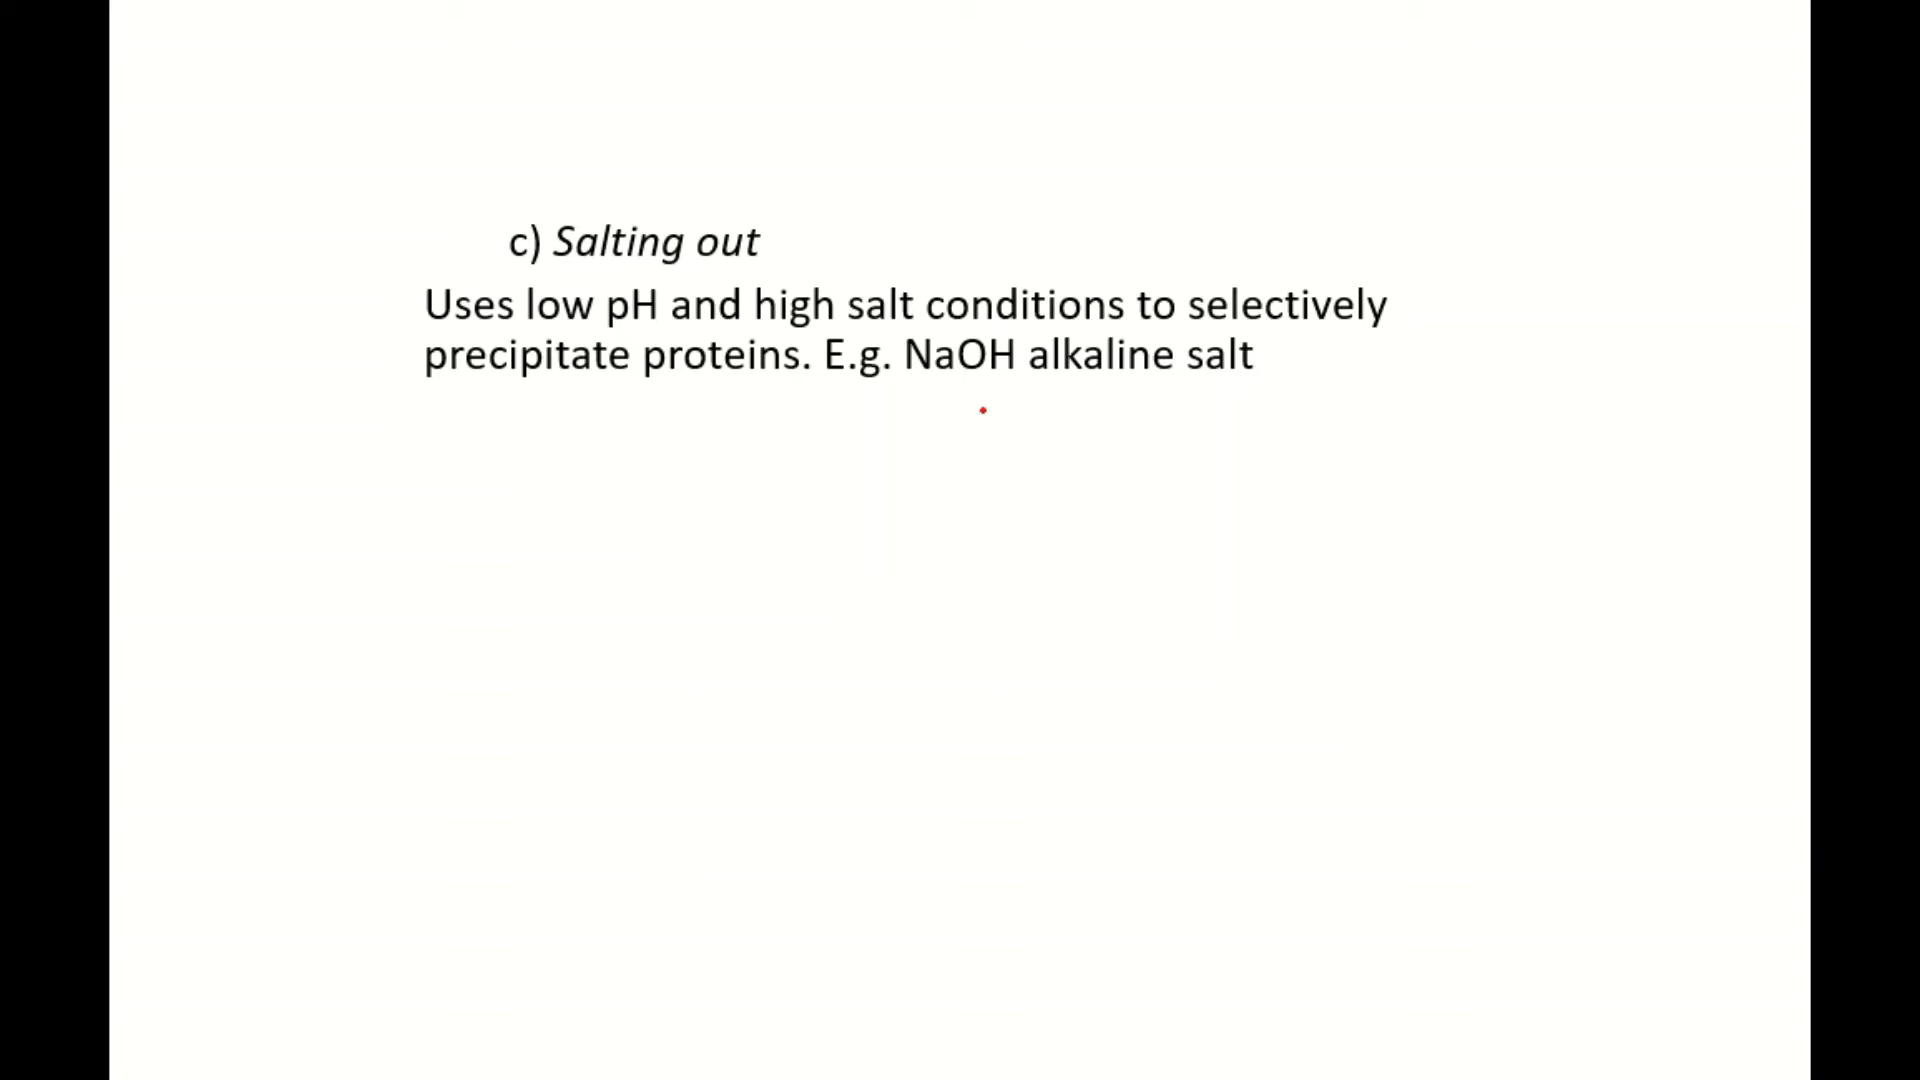 c) Salting out
Uses low pH and high salt conditions to selectively
precipitate proteins. E.g. NaOH alkaline salt